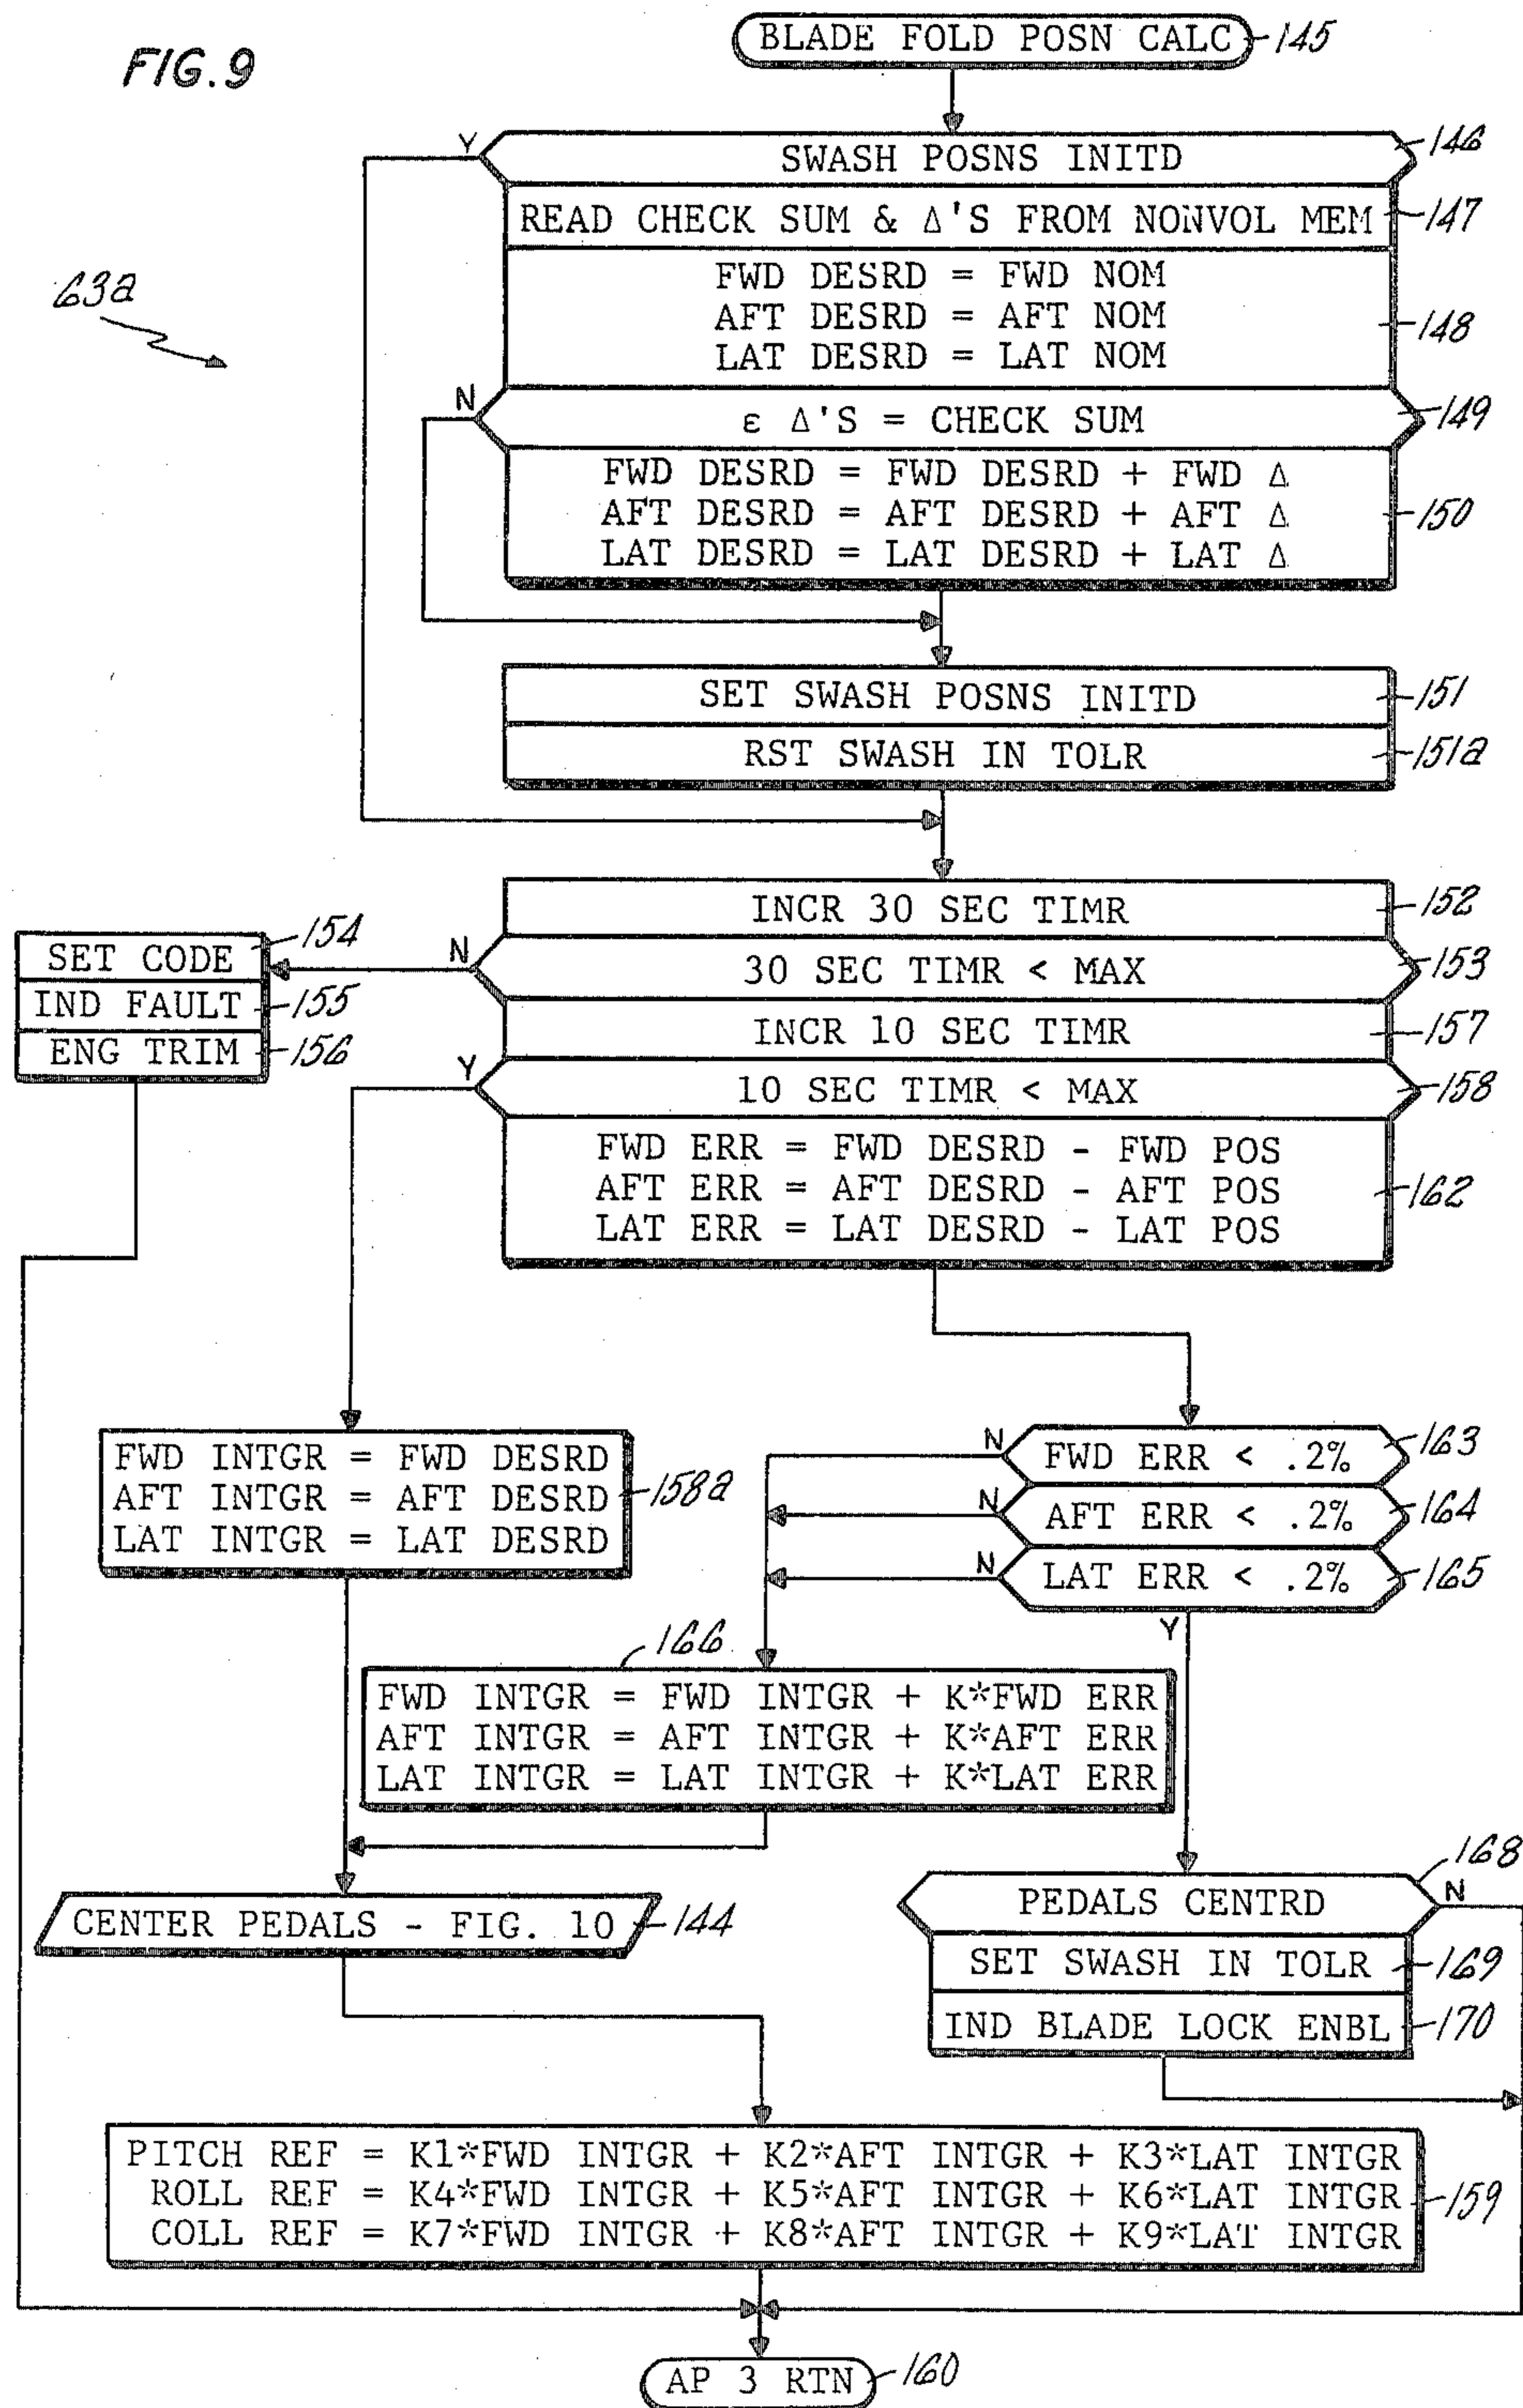 FIG.9
BLADE FOLD POSN CALC 145
Y SWASH POSNS INITD 146
READ CHECK SUM & Δ'S FROM NONVOL MEM 147
63a
FWD DESRD = FWD NOM
AFT DESRD = AFT NOM 148
LAT DESRD = LAT NOM
N ε Δ'S = CHECK SUM 149
FWD DESRD = FWD DESRD + FWD Δ
AFT DESRD = AFT DESRD + AFT Δ 150
LAT DESRD = LAT DESRD + LAT Δ
SET SWASH POSNS INITD 151
RST SWASH IN TOLR 151a
INCR 30 SEC TIMR 152
N 30 SEC TIMR < MAX 153
SET CODE 154
IND FAULT 155
ENG TRIM 156
INCR 10 SEC TIMR 157
Y 10 SEC TIMR < MAX 158
FWD ERR = FWD DESRD - FWD POS
AFT ERR = AFT DESRD - AFT POS 162
LAT ERR = LAT DESRD - LAT POS
FWD INTGR = FWD DESRD
AFT INTGR = AFT DESRD 158a
LAT INTGR = LAT DESRD
N FWD ERR < .2% 163
N AFT ERR < .2% 164
N LAT ERR < .2% 165
Y
166
FWD INTGR = FWD INTGR + K*FWD ERR
AFT INTGR = AFT INTGR + K*AFT ERR
LAT INTGR = LAT INTGR + K*LAT ERR
CENTER PEDALS - FIG. 10 144
168
PEDALS CENTRD N
SET SWASH IN TOLR 169
IND BLADE LOCK ENBL 170
PITCH REF = K1*FWD INTGR + K2*AFT INTGR + K3*LAT INTGR
ROLL REF = K4*FWD INTGR + K5*AFT INTGR + K6*LAT INTGR 159
COLL REF = K7*FWD INTGR + K8*AFT INTGR + K9*LAT INTGR
AP 3 RTN 160